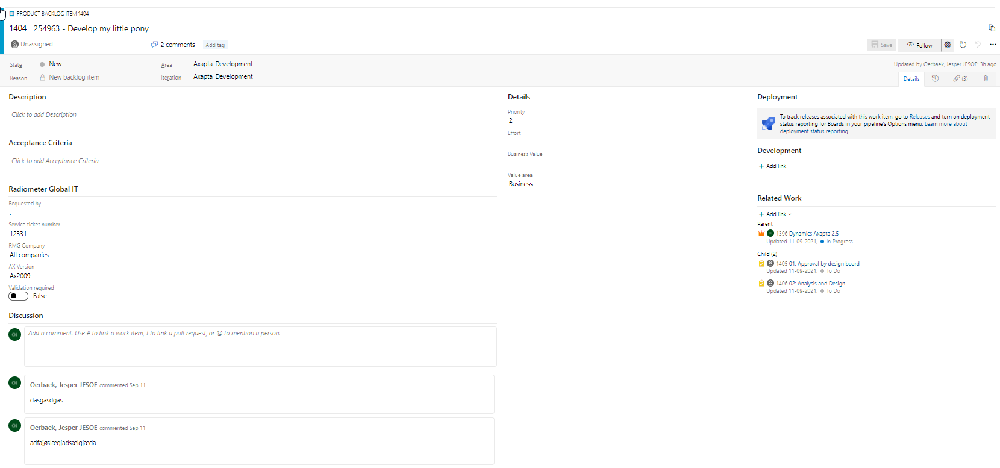 PRODUCT BACKLOG ITEM 1404
1404 254963 - Develop my little pony
Unassigned
2 comments
Add tag
Save
Follow
State
New
Area
Axapta_Development
Updated by Oerbaek, Jesper JESOE: 3h ago
Reason
New backlog item
Iteration
Axapta_Development
Details
(3)
Description
Click to add Description
Acceptance Criteria
Click to add Acceptance Criteria
Radiometer Global IT
Requested by
.
Service ticket number
12331
RMG Company
All companies
AX Version
Ax2009
Validation required
False
Discussion
OJ
Add a comment. Use # to link a work item, ! to link a pull request, or @ to mention a person.
OJ
Oerbaek, Jesper JESOE commented Sep 11
dasgasdgas
OJ
Oerbaek, Jesper JESOE commented Sep 11
adfajøslægjadsælgjæda
Details
Priority
2
Effort
Business Value
Value area
Business
Deployment
To track releases associated with this work item, go to Releases and turn on deployment
status reporting for Boards in your pipeline's Options menu. Learn more about
deployment status reporting
Development
+ Add link
Related Work
+ Add link
Parent
1396 Dynamics Axapta 2.5
Updated 11-09-2021, In Progress
Child (2)
1405 01: Approval by design board
Updated 11-09-2021, To Do
1406 02: Analysis and Design
Updated 11-09-2021, To Do